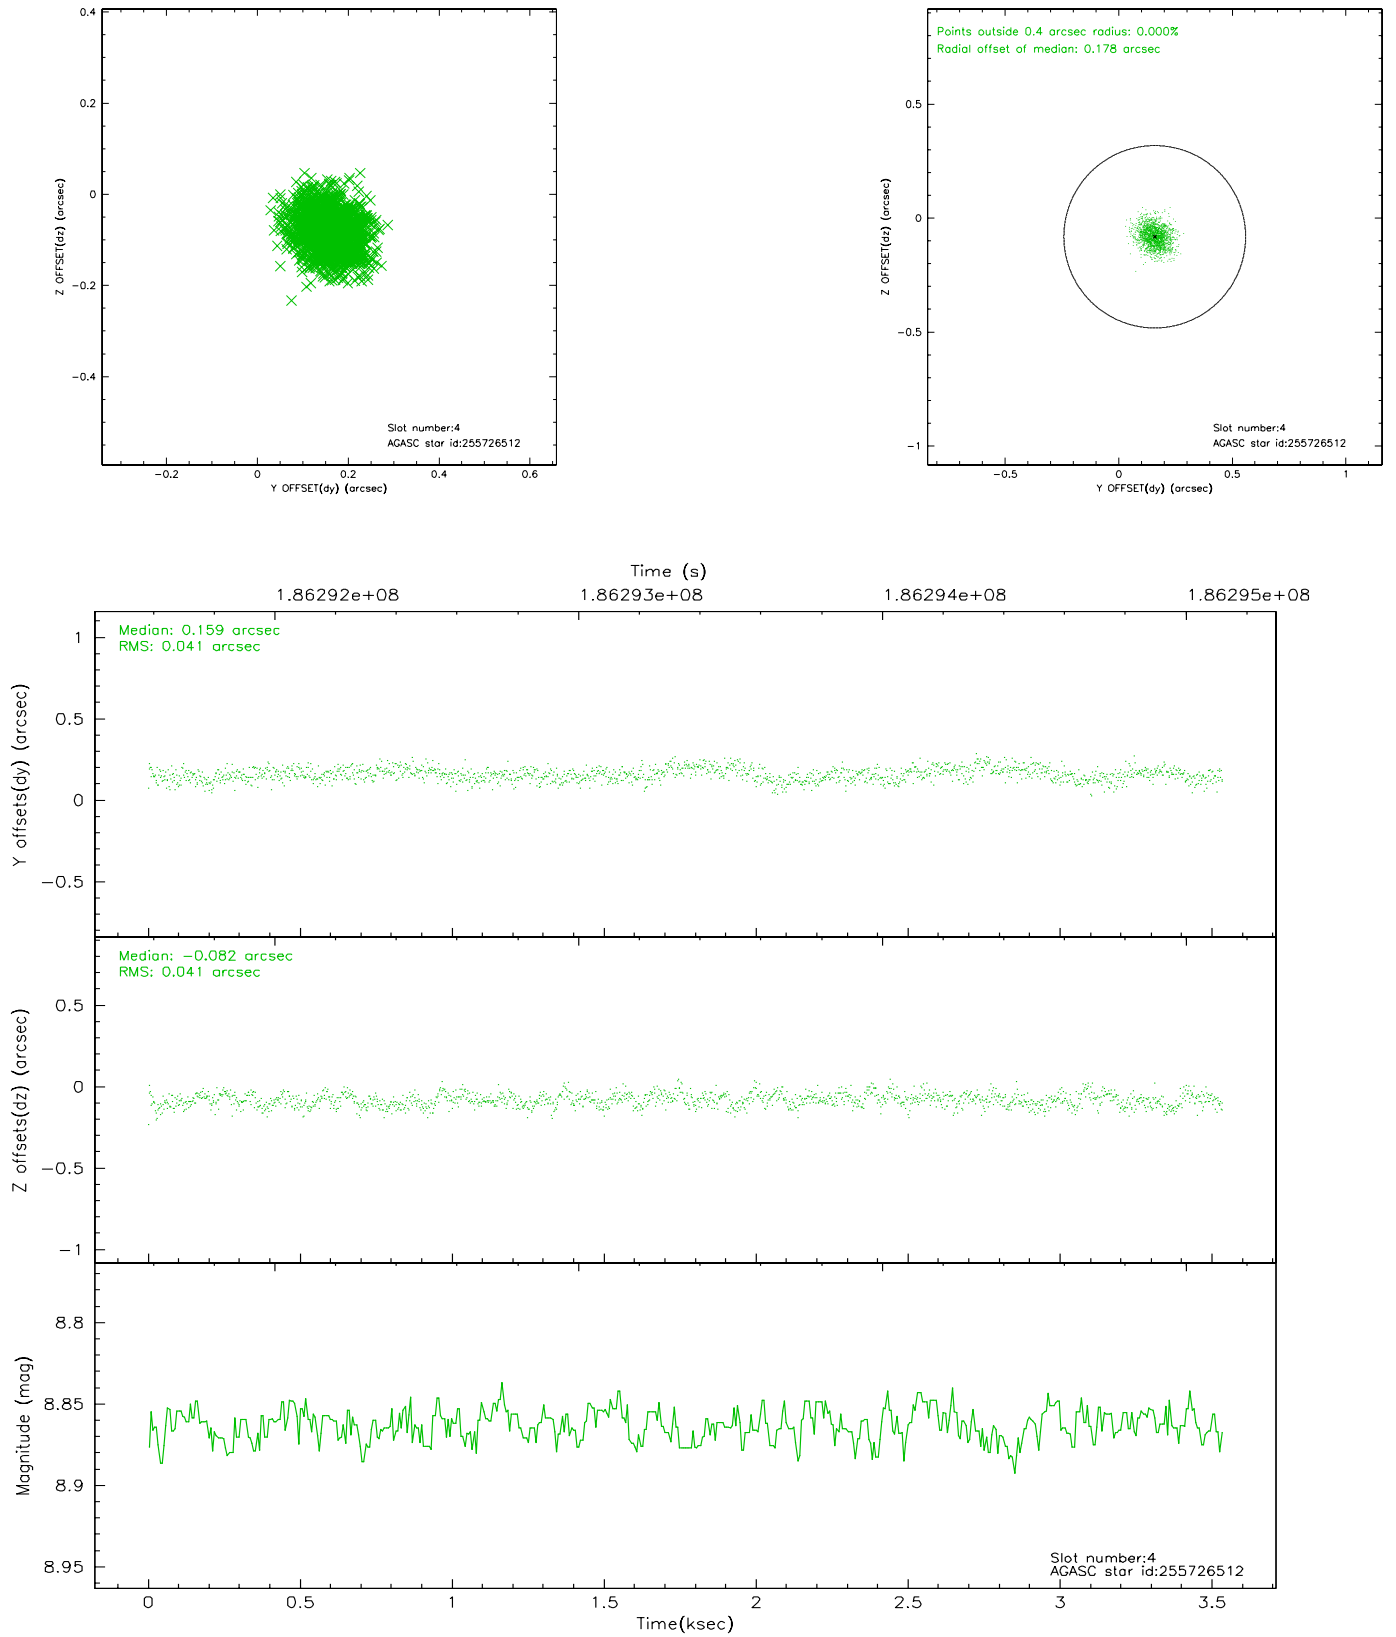 0.4
0.2
0
−0.2
−0.4
Z OFFSET(dz) (arcsec)
Slot number:4
AGASC star id:255726512
−0.2 0 0.2 0.4 0.6
Y OFFSET(dy) (arcsec)
Points outside 0.4 arcsec radius: 0.000%
Radial offset of median: 0.178 arcsec
0.5
0
−0.5
−1
Z OFFSET(dz) (arcsec)
Slot number:4
AGASC star id:255726512
−0.5 0 0.5 1
Y OFFSET(dy) (arcsec)
Time (s)
1.86292e+08 1.86293e+08 1.86294e+08 1.86295e+08
Median: 0.159 arcsec
RMS: 0.041 arcsec
1
0.5
0
−0.5
Y offsets(dy) (arcsec)
Median: −0.082 arcsec
RMS: 0.041 arcsec
0.5
0
−0.5
−1
Z offsets(dz) (arcsec)
8.8
8.85
8.9
8.95
Magnitude (mag)
Slot number:4
AGASC star id:255726512
0 0.5 1 1.5 2 2.5 3 3.5
Time(ksec)